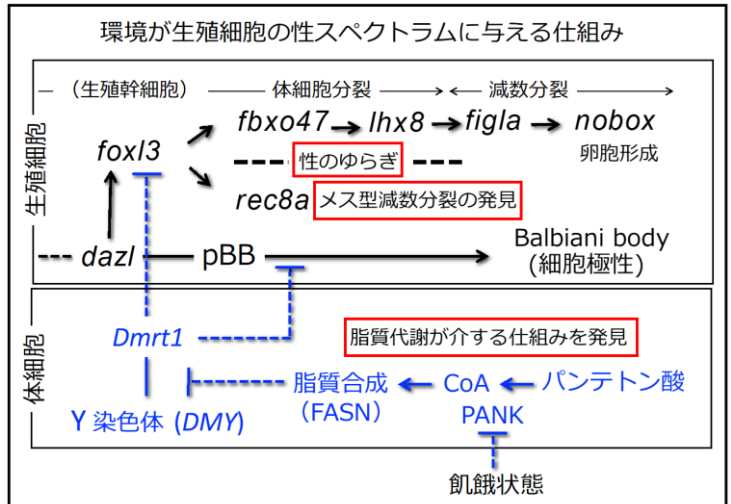 環境が生殖細胞の性スペクトラムに与える仕組み
(生殖幹細胞) 体細胞分裂 減数分裂
fbxo47 lhx8 figla nobox
foxl3 卵胞形成
性のゆらぎ
rec8a メス型減数分裂の発見
生殖細胞
dazl pBB Balbiani body
(細胞極性)
Dmrt1 脂質代謝が介する仕組みを発見
体細胞
脂質合成 CoA パンテトン酸
Y 染色体 (DMY) (FASN) PANK
飢餓状態